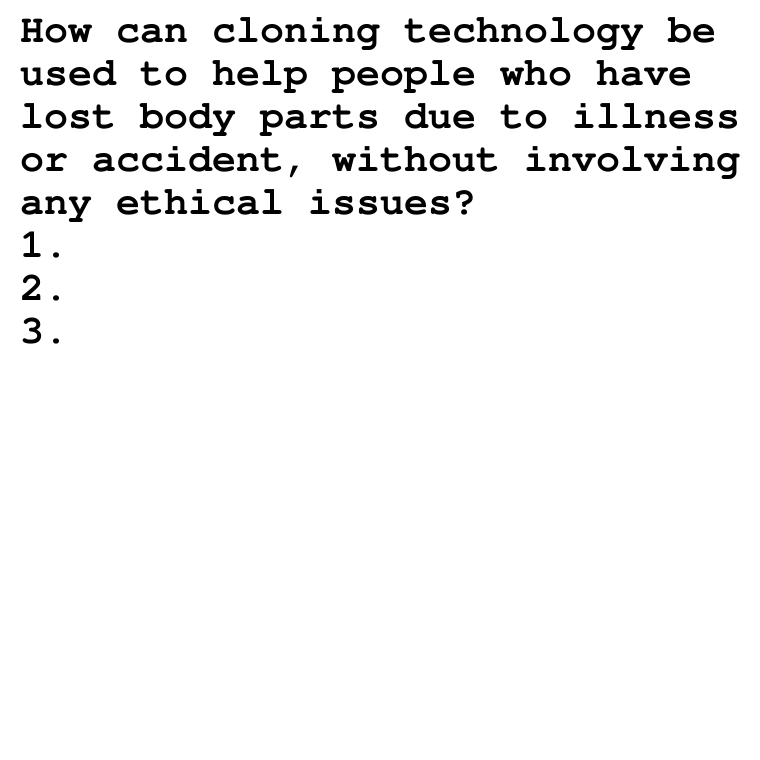 How can cloning technology be
used to help people who have
lost body parts due to illness
or accident, without involving
any ethical issues?
1.
2.
3.